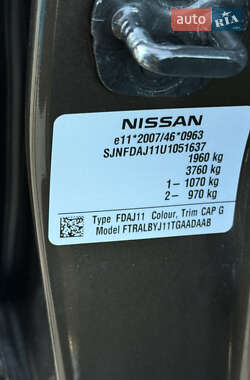 AUTO.RIA
NISSAN
e11*2007/46*0963
SJNFDAJ11U1051637
1960 kg
3760 kg
1- 1070 kg
2- 970 kg
Type FDAJ11 Colour, Trim CAP G
Model FTRALBYJ11TGAADAAB